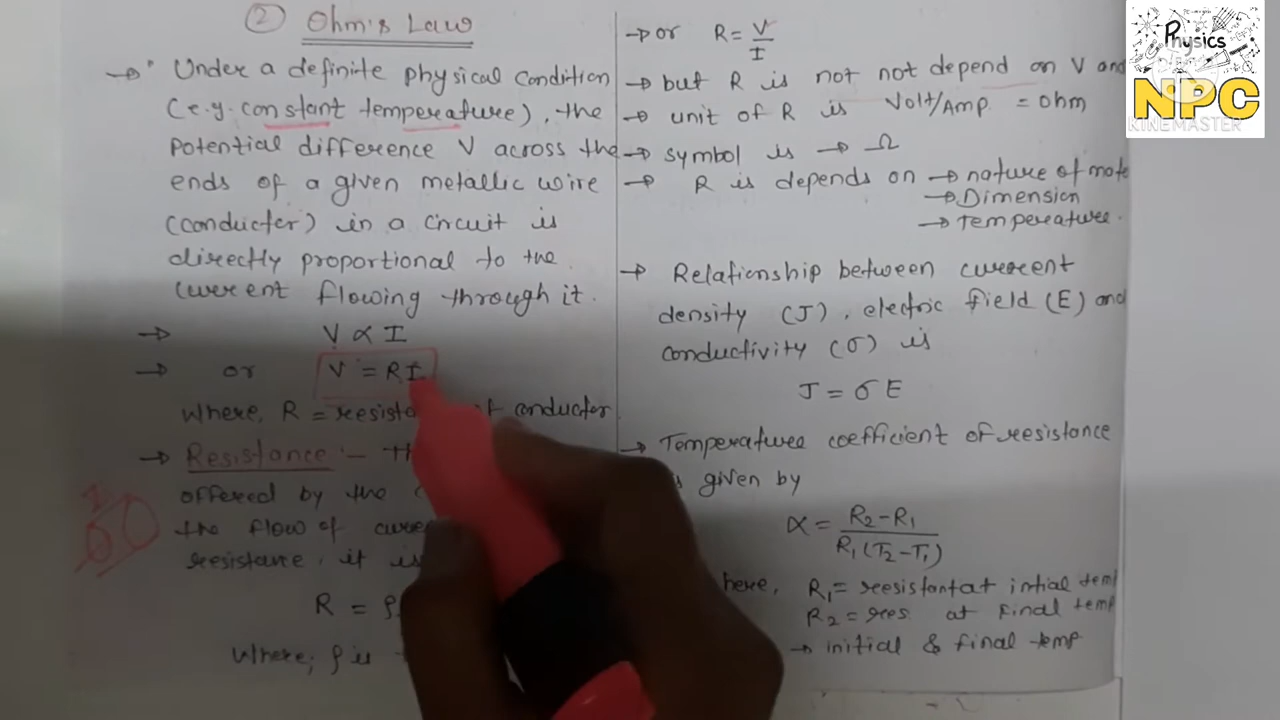 ② Ohm's Law
→ Under a definite physical condition
(e.g. constant temperature), the
potential difference V across the
ends of a given metallic wire
(conductor) in a circuit is
directly proportional to the
current flowing through it.
→ V ∝ I
→ or V = RI
Where, R = resista of conductor
→ Resistance :-
offered by the
the flow of
resistance, it is
R = ρ
Where; ρ is
→ or R = V/I
→ but R is not not depend on V and
→ unit of R is Volt/Amp. = Ohm
→ symbol is → Ω
→ R is depends on → nature of mate
→ Dimension
→ Temperature.
→ Relationship between current
density (J), electric field (E) and
conductivity (σ) is
J = σ E
→ Temperature coefficient of resistance
given by
α = R₂-R₁ / R₁(T₂-T₁)
here, R₁ = resistant at intial tem
R₂ = res at final temp
→ initial & final temp
Physics
NPC
KINEMASTER